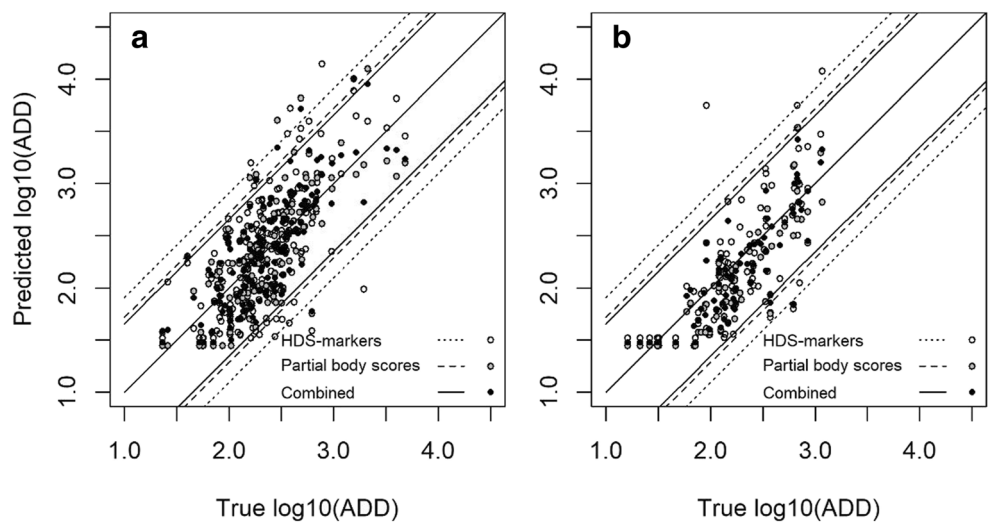 a
b
Predicted log10(ADD)
4.0
3.0
2.0
1.0
4.0
3.0
2.0
1.0
HDS-markers
Partial body scores
Combined
HDS-markers
Partial body scores
Combined
1.0 2.0 3.0 4.0
1.0 2.0 3.0 4.0
True log10(ADD)
True log10(ADD)